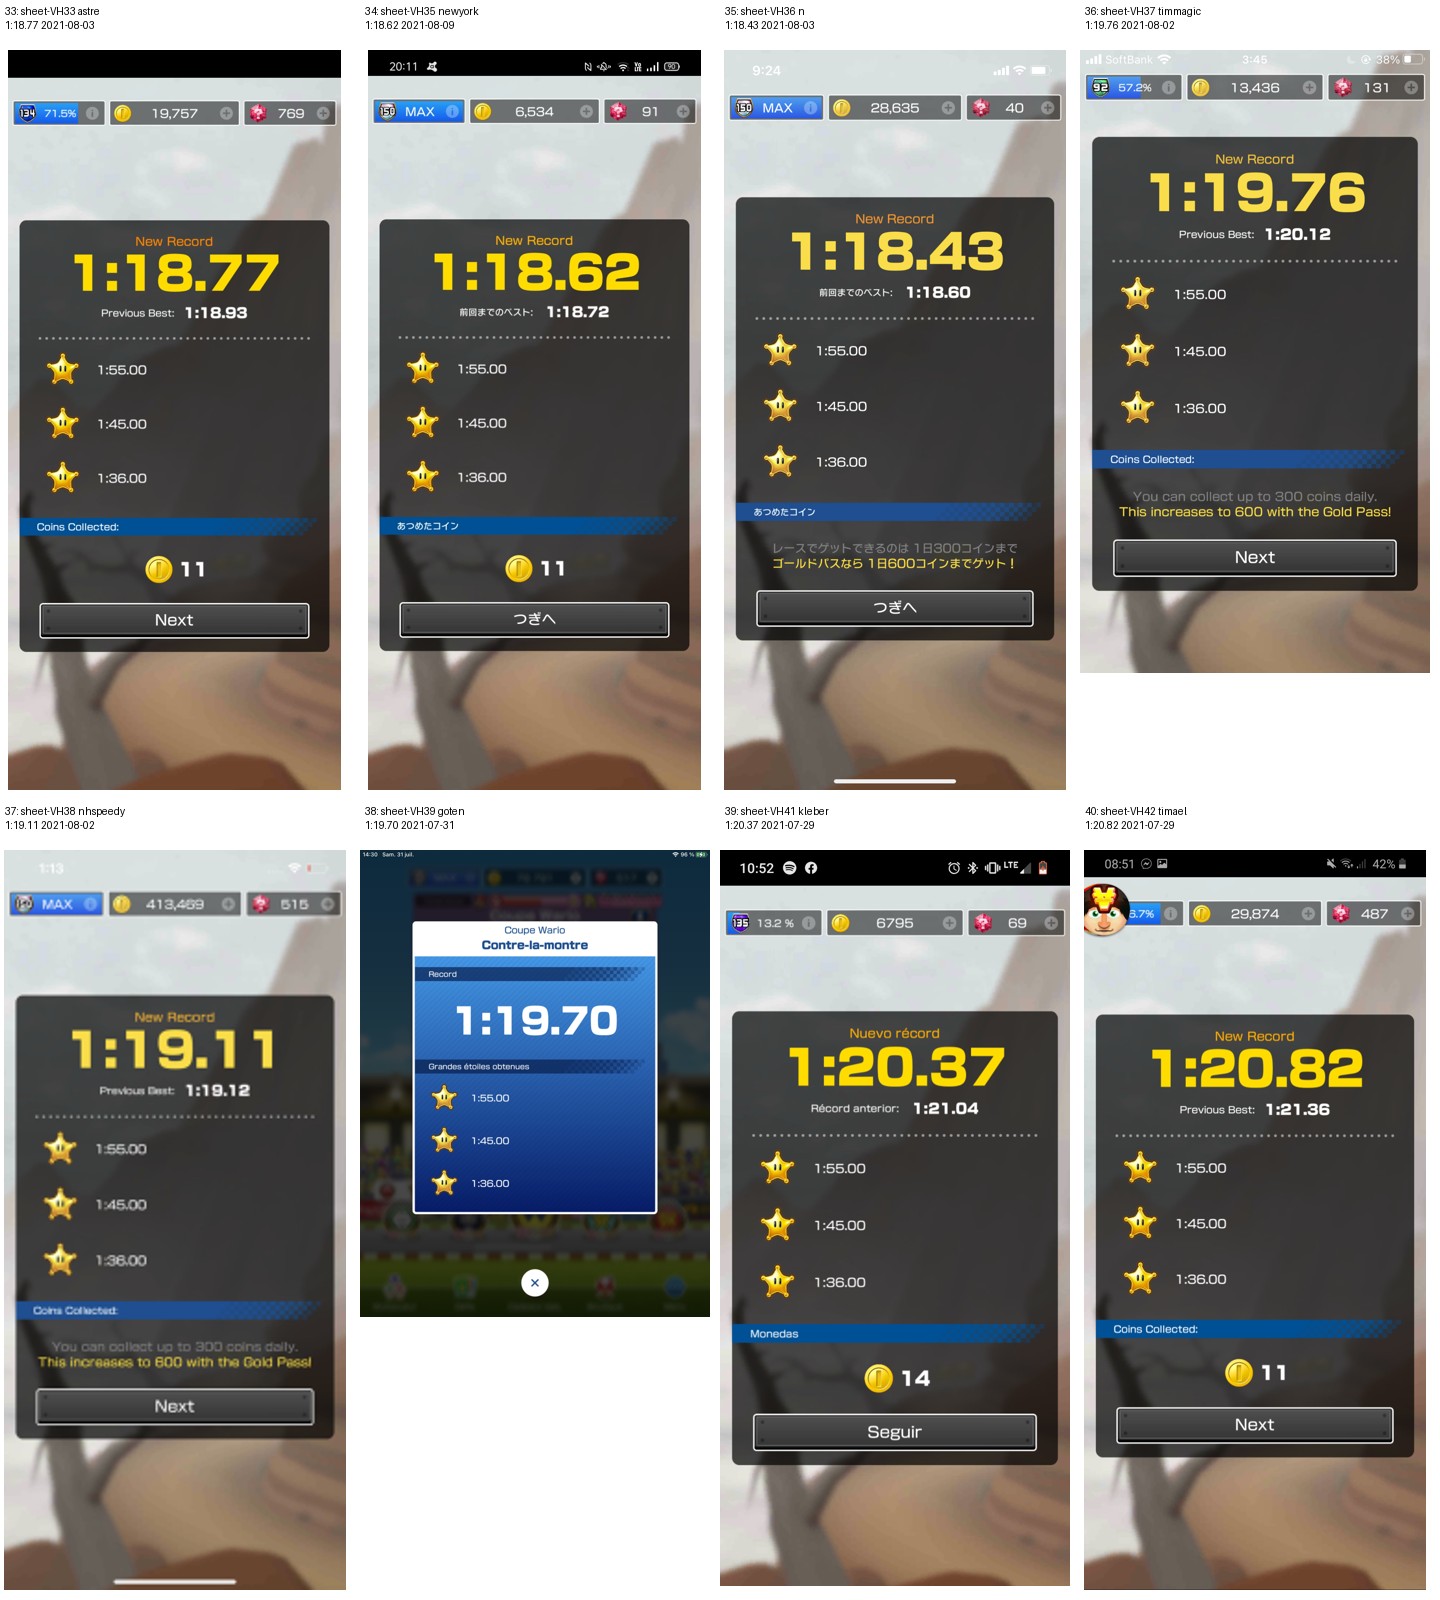 33: sheet-VH33 astre
1:18.77 2021-08-03
134 71.5% i 19,757 769
New Record
1:18.77
Previous Best: 1:18.93
1:55.00
1:45.00
1:36.00
Coins Collected:
11
Next
34: sheet-VH35 newyork
1:18.62 2021-08-09
20:11 90
150 MAX i 6,534 91
New Record
1:18.62
前回までのベスト: 1:18.72
1:55.00
1:45.00
1:36.00
あつめたコイン
11
つぎへ
35: sheet-VH36 n
1:18.43 2021-08-03
9:24
150 MAX i 28,635 40
New Record
1:18.43
前回までのベスト: 1:18.60
1:55.00
1:45.00
1:36.00
あつめたコイン
レースでゲットできるのは 1日300コインまで
ゴールドパスなら 1日600コインまでゲット!
つぎへ
36: sheet-VH37 timmagic
1:19.76 2021-08-02
SoftBank 3:45 38%
92 57.2% i 13,436 131
New Record
1:19.76
Previous Best: 1:20.12
1:55.00
1:45.00
1:36.00
Coins Collected:
You can collect up to 300 coins daily.
This increases to 600 with the Gold Pass!
Next
37: sheet-VH38 nhspeedy
1:19.11 2021-08-02
1:13
MAX i 413,469 515
New Record
1:19.11
Previous Best: 1:19.12
1:55.00
1:45.00
1:36.00
Coins Collected:
You can collect up to 300 coins daily.
This increases to 600 with the Gold Pass!
Next
38: sheet-VH39 goten
1:19.70 2021-07-31
14:30 Sam. 31 juil. 96 %
Coupe Wario
Contre-la-montre
Record
1:19.70
Grandes étoiles obtenues
1:55.00
1:45.00
1:36.00
39: sheet-VH41 kleber
1:20.37 2021-07-29
10:52 LTE
135 13.2 % i 6795 69
Nuevo récord
1:20.37
Récord anterior: 1:21.04
1:55.00
1:45.00
1:36.00
Monedas
14
Seguir
40: sheet-VH42 timael
1:20.82 2021-07-29
08:51 42%
6.7% i 29,874 487
New Record
1:20.82
Previous Best: 1:21.36
1:55.00
1:45.00
1:36.00
Coins Collected:
11
Next